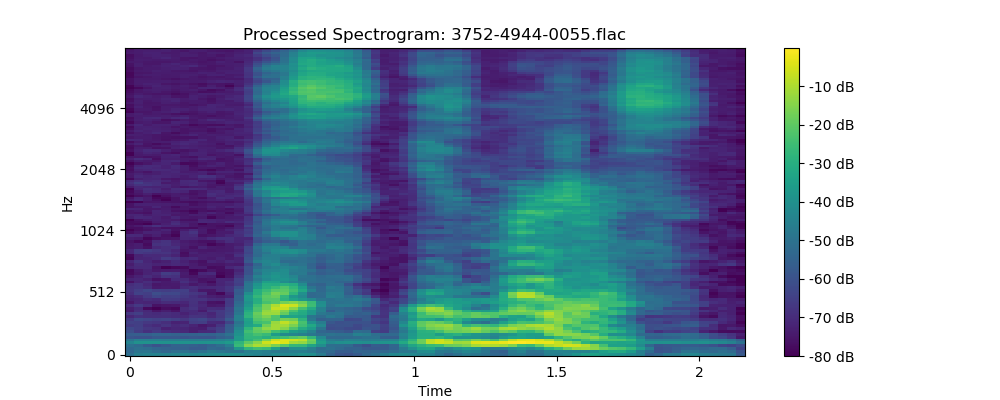 Processed Spectrogram: 3752-4944-0055.flac
Hz
4096
2048
1024
512
0
0
0.5
1
1.5
2
Time
-10 dB
-20 dB
-30 dB
-40 dB
-50 dB
-60 dB
-70 dB
-80 dB